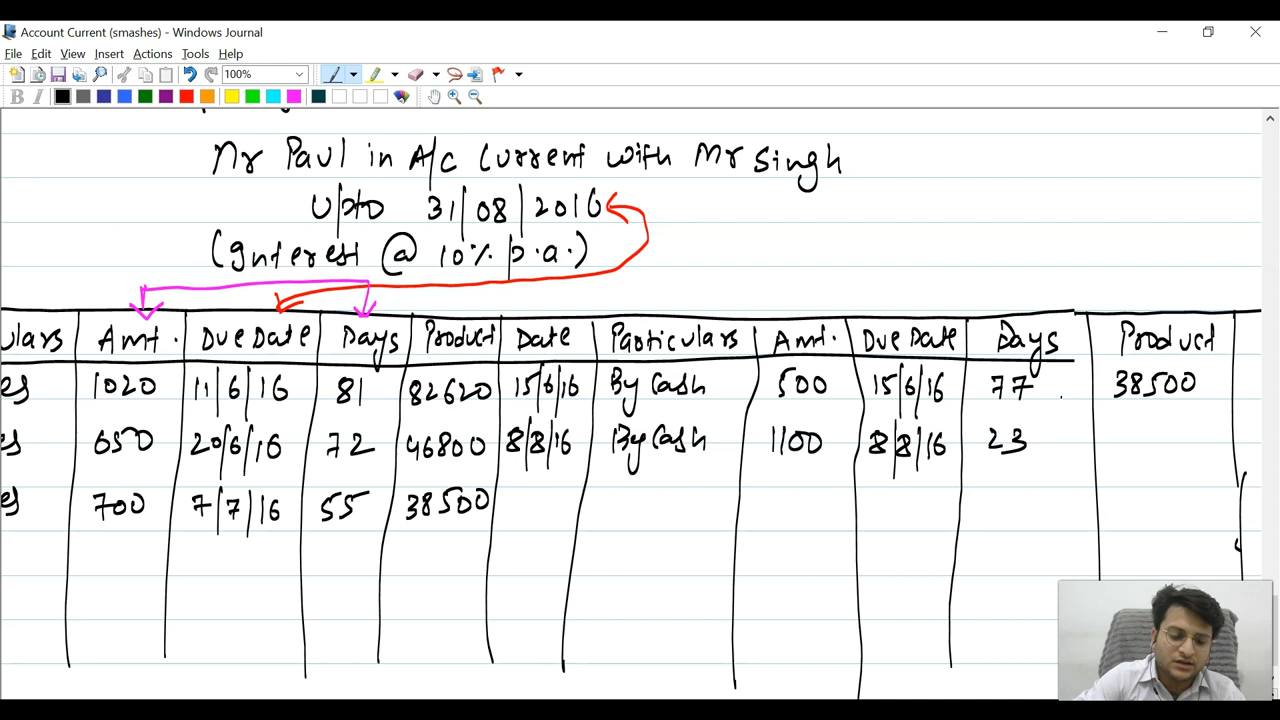 Account Current (smashes) - Windows Journal
File Edit View Insert Actions Tools Help
100%
B I
Mr Paul in A/c Current with Mr Singh
Upto 31/08/2016
(Interest @ 10% p.a.)
ulars Amt. Due Date Days Product Date Particulars Amt. Due Date Days Product
es 1020 11/6/16 81 82620 15/6/16 By Cash 500 15/6/16 77 38500
es 650 20/6/16 72 46800 8/8/16 By Cash 1100 8/8/16 23
es 700 7/7/16 55 38500